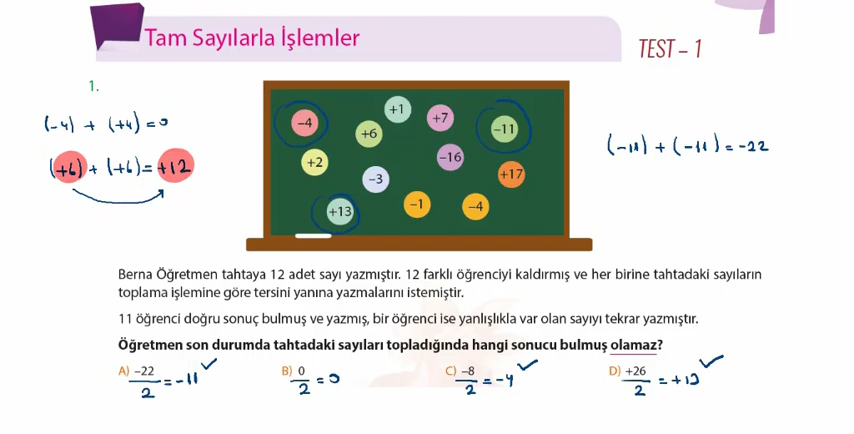 Tam Sayılarla İşlemler
TEST – 1
1.
(-4) + (+4) = 0
(+6) + (+6) = +12
–4
+1
+6
+7
–11
+2
–3
–16
+17
+13
–1
–4
(-11) + (-11) = -22
Berna Öğretmen tahtaya 12 adet sayı yazmıştır. 12 farklı öğrenciyi kaldırmış ve her birine tahtadaki sayıların
toplama işlemine göre tersini yanına yazmalarını istemiştir.
11 öğrenci doğru sonuç bulmuş ve yazmış, bir öğrenci ise yanlışlıkla var olan sayıyı tekrar yazmıştır.
Öğretmen son durumda tahtadaki sayıları topladığında hangi sonucu bulmuş olamaz?
A) –22 / 2 = -11 ✓
B) 0 / 2 = 0
C) –8 / 2 = -4 ✓
D) +26 / 2 = +13 ✓